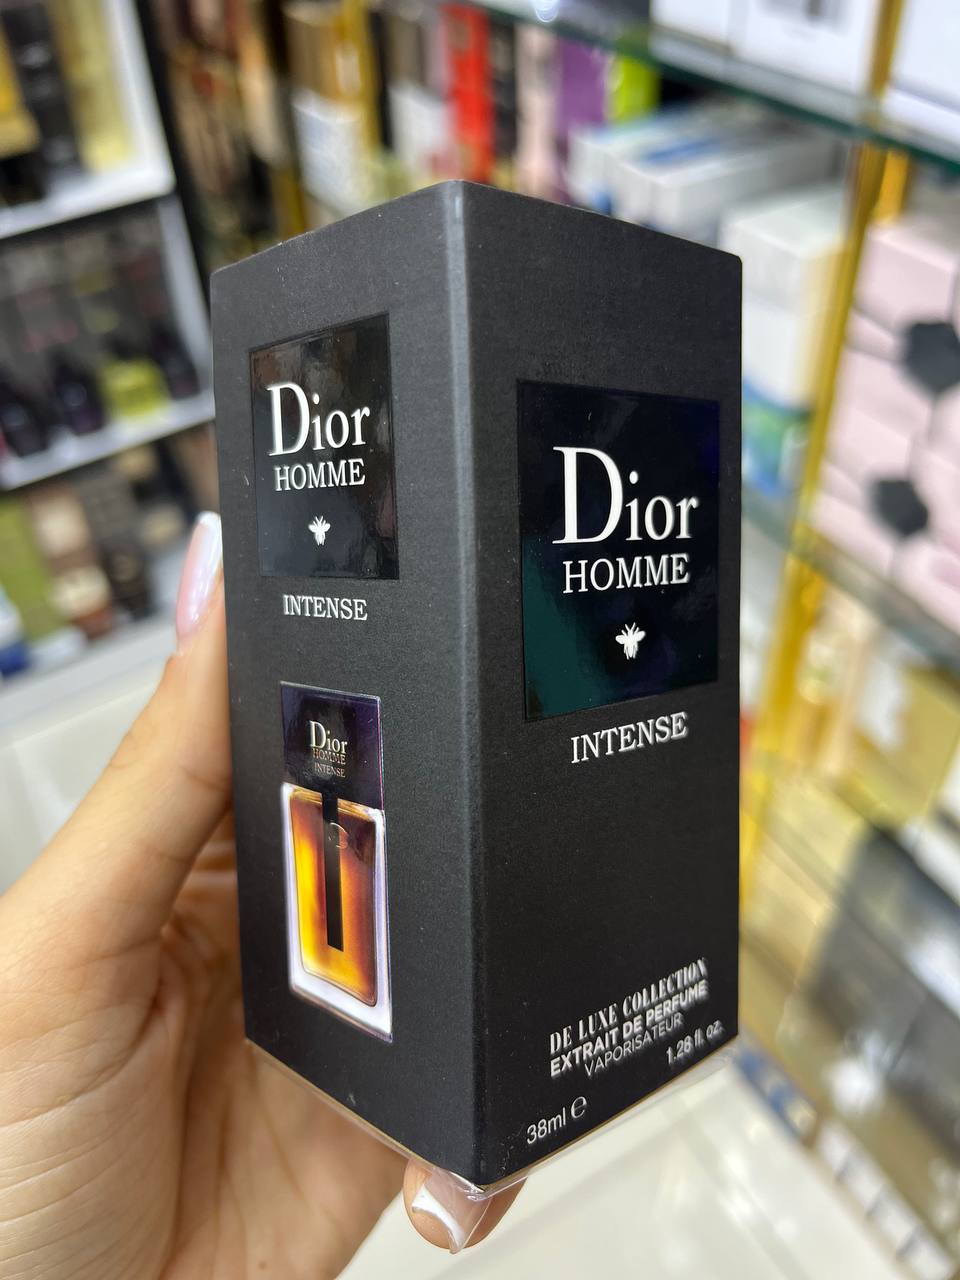 Dior
HOMME
INTENSE
Dior
HOMME
INTENSE
Dior
HOMME
INTENSE
DE LUXE COLLECTION
EXTRAIT DE PERFUME
VAPORISATEUR
38ml e
1.28 fl. oz.